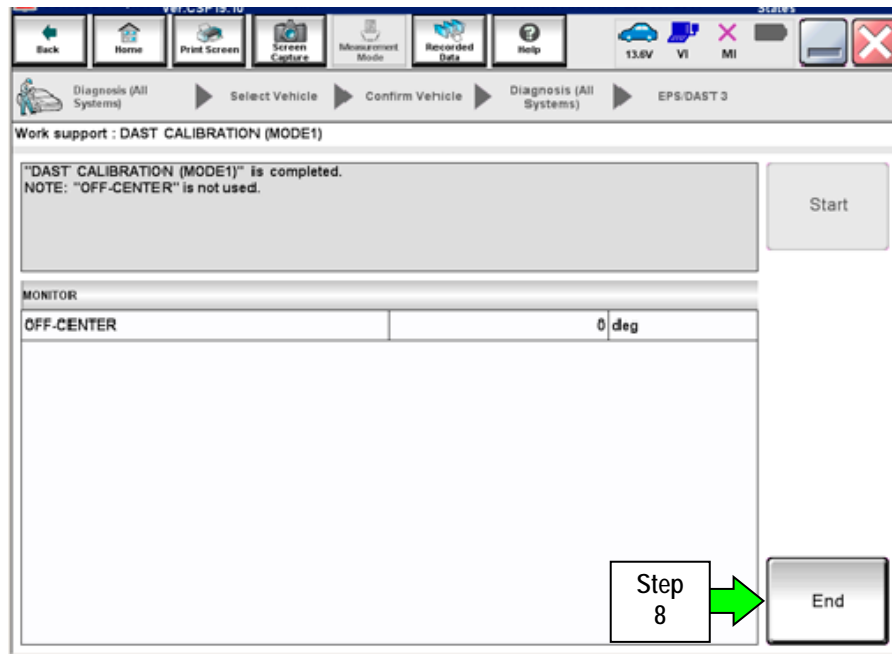 Ver.CSP15.10 States
Back Home Print Screen Screen Capture Measurement Mode Recorded Data Help 13.6V VI MI
Diagnosis (All Systems) Select Vehicle Confirm Vehicle Diagnosis (All Systems) EPS/DAST 3
Work support : DAST CALIBRATION (MODE1)
"DAST CALIBRATION (MODE1)" is completed.
NOTE: "OFF-CENTER" is not used.
Start
MONITOR
OFF-CENTER 0 deg
Step
8
End